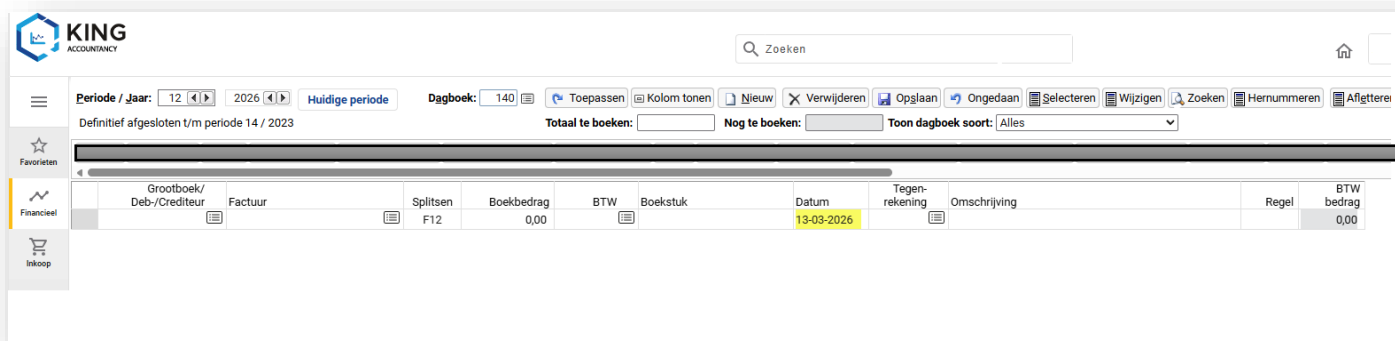 KING
ACCOUNTANCY
Zoeken
Periode / Jaar: 12 2026 Huidige periode Dagboek: 140 Toepassen Kolom tonen Nieuw Verwijderen Opslaan Ongedaan Selecteren Wijzigen Zoeken Hernummeren Afletteren
Definitief afgesloten t/m periode 14 / 2023 Totaal te boeken: Nog te boeken: Toon dagboek soort: Alles
Favorieten
Financieel
Inkoop
Grootboek/ Tegen- BTW
Deb-/Crediteur Factuur Splitsen Boekbedrag BTW Boekstuk Datum rekening Omschrijving Regel bedrag
F12 0,00 13-03-2026 0,00